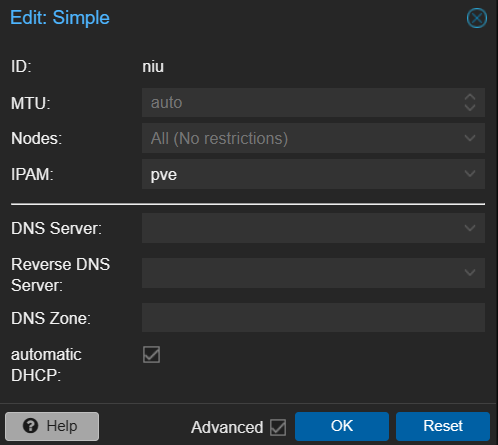 Edit: Simple
ID: niu
MTU: auto
Nodes: All (No restrictions)
IPAM: pve
DNS Server:
Reverse DNS
Server:
DNS Zone:
automatic
DHCP:
Help Advanced OK Reset